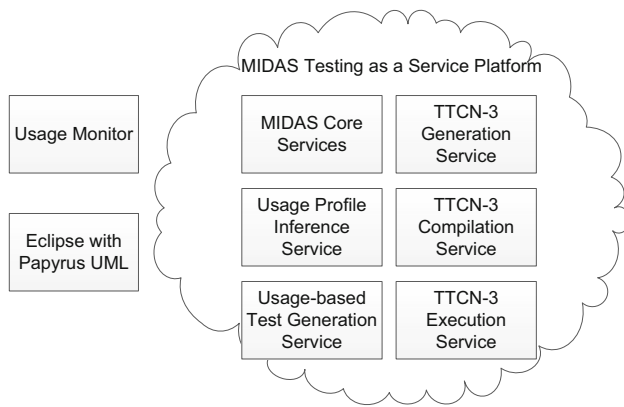 MIDAS Testing as a Service Platform
Usage Monitor
Eclipse with
Papyrus UML
MIDAS Core
Services
TTCN-3
Generation
Service
Usage Profile
Inference
Service
TTCN-3
Compilation
Service
Usage-based
Test Generation
Service
TTCN-3
Execution
Service